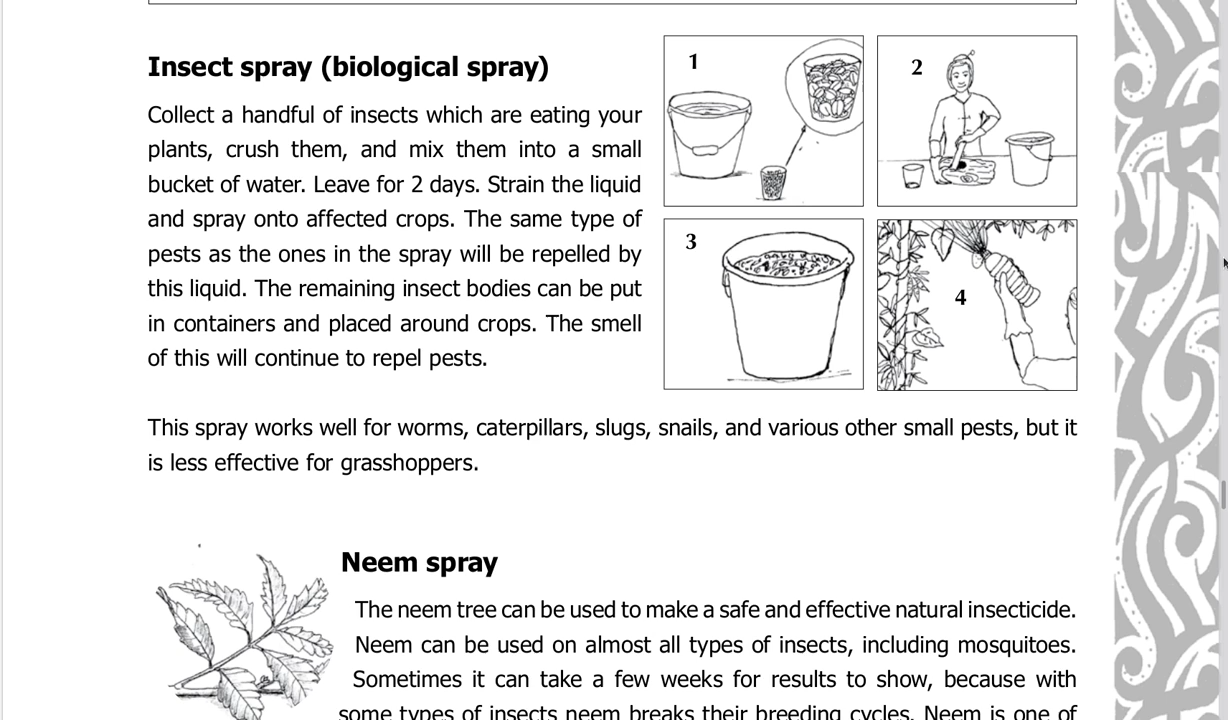 Insect spray (biological spray)
Collect a handful of insects which are eating your
plants, crush them, and mix them into a small
bucket of water. Leave for 2 days. Strain the liquid
and spray onto affected crops. The same type of
pests as the ones in the spray will be repelled by
this liquid. The remaining insect bodies can be put
in containers and placed around crops. The smell
of this will continue to repel pests.
1
2
3
4
This spray works well for worms, caterpillars, slugs, snails, and various other small pests, but it
is less effective for grasshoppers.
Neem spray
The neem tree can be used to make a safe and effective natural insecticide.
Neem can be used on almost all types of insects, including mosquitoes.
Sometimes it can take a few weeks for results to show, because with
some types of insects neem breaks their breeding cycles. Neem is one of